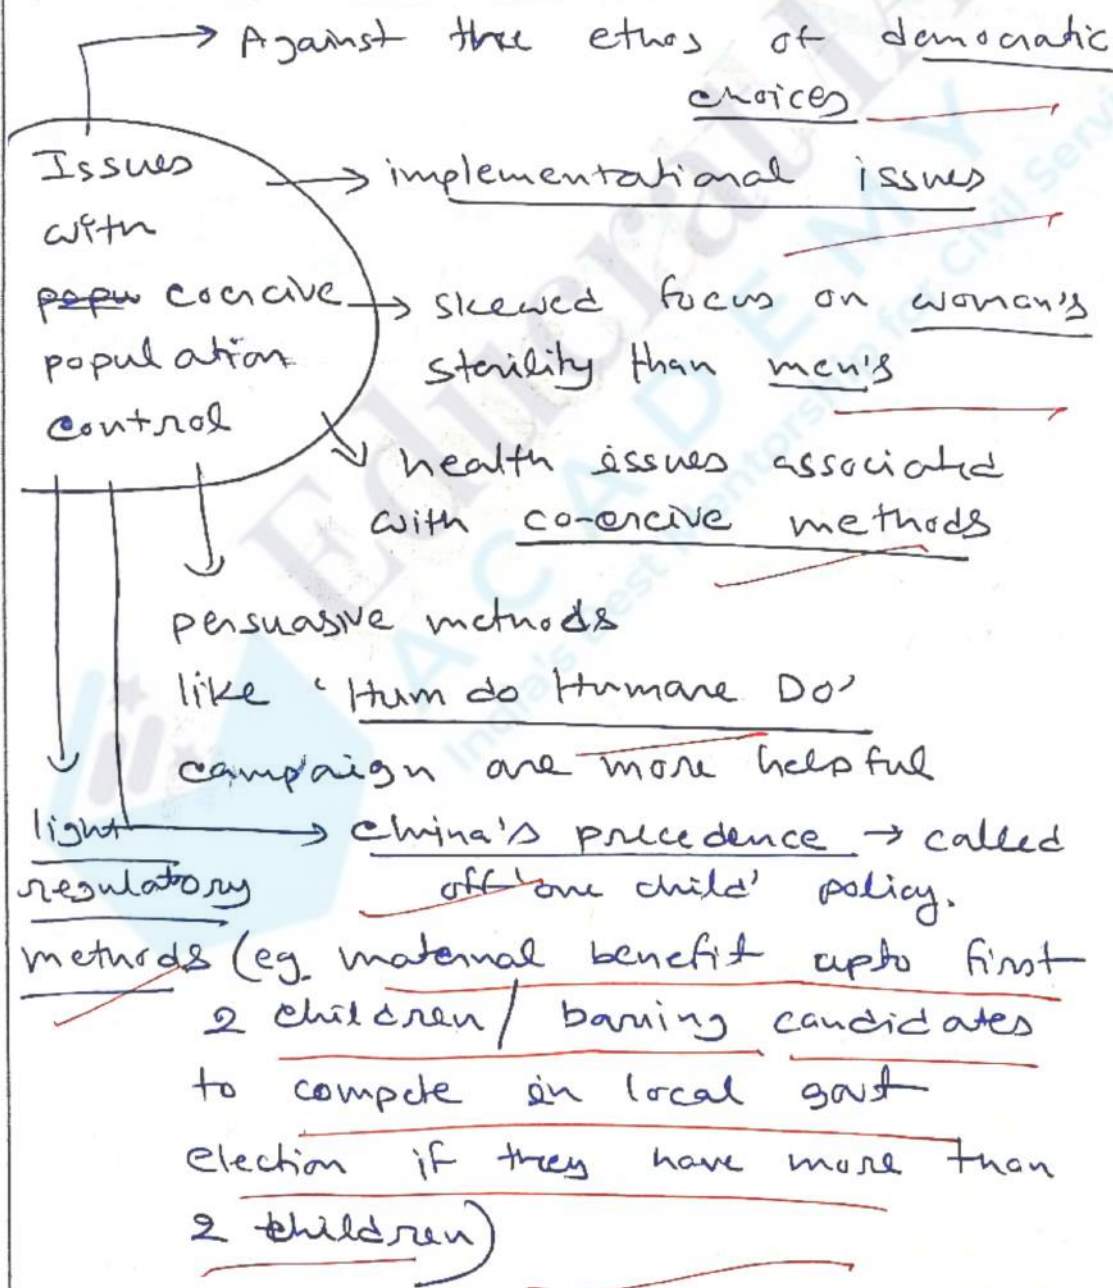 Against the ethos of democratic
choices
Issues
with
popu coercive
population
control
implementational issues
skewed focus on woman's
sterility than men's
health issues associated
with co-ercive methods
persuasive methods
like 'Hum do Humare Do'
campaign are more helpful
light
regulatory
methods (eg. maternal benefit upto first
2 children / barring candidates
to compete in local govt
election if they have more than
2 children)
China's precedence → called
off 'one child' policy.
ACADEMY